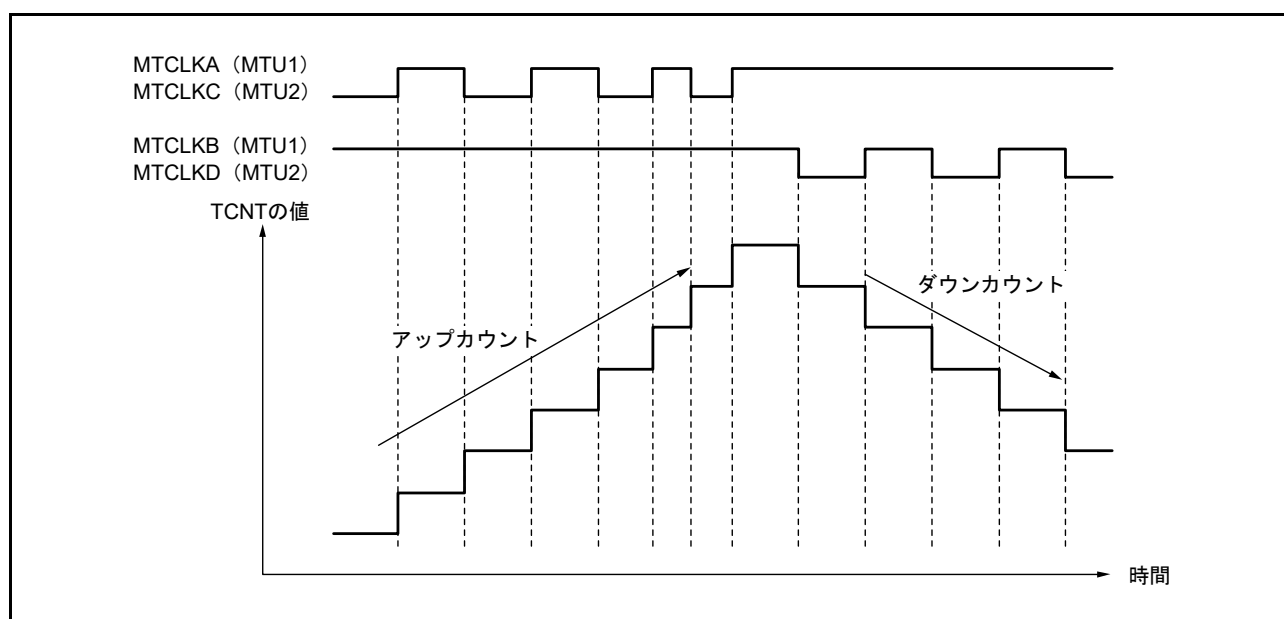 MTCLKA（MTU1）
MTCLKC（MTU2）
MTCLKB（MTU1）
MTCLKD（MTU2）
TCNTの値
アップカウント
ダウンカウント
時間